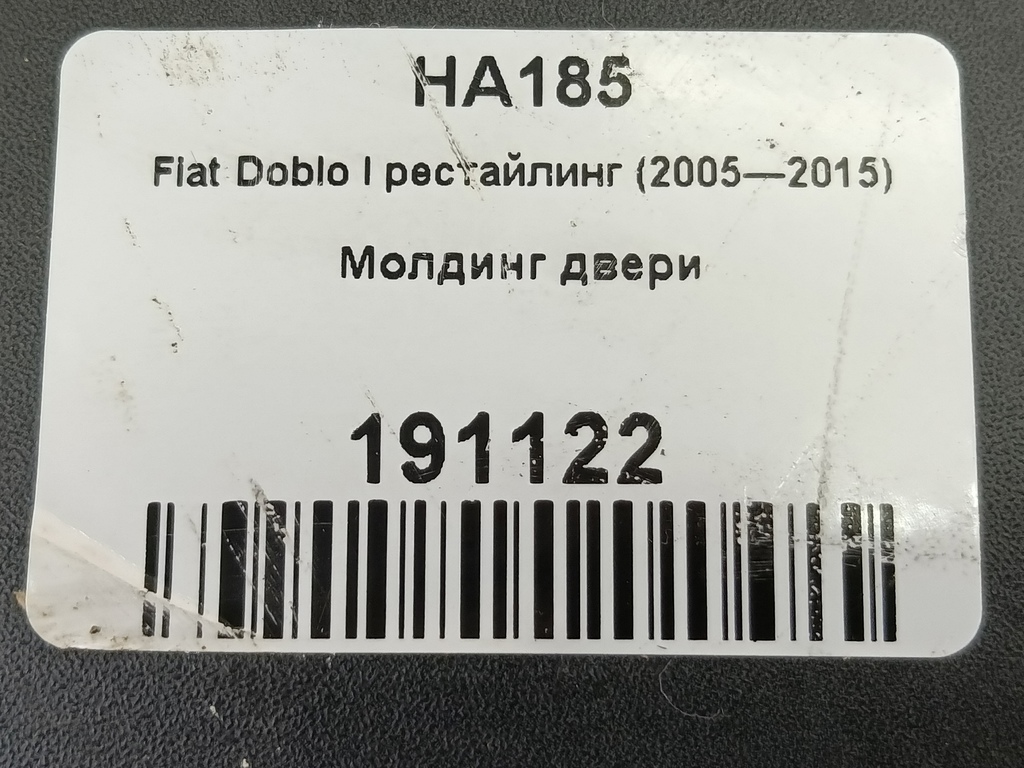 HA185
Fiat Doblo I рестайлинг (2005—2015)
Молдинг двери
191122